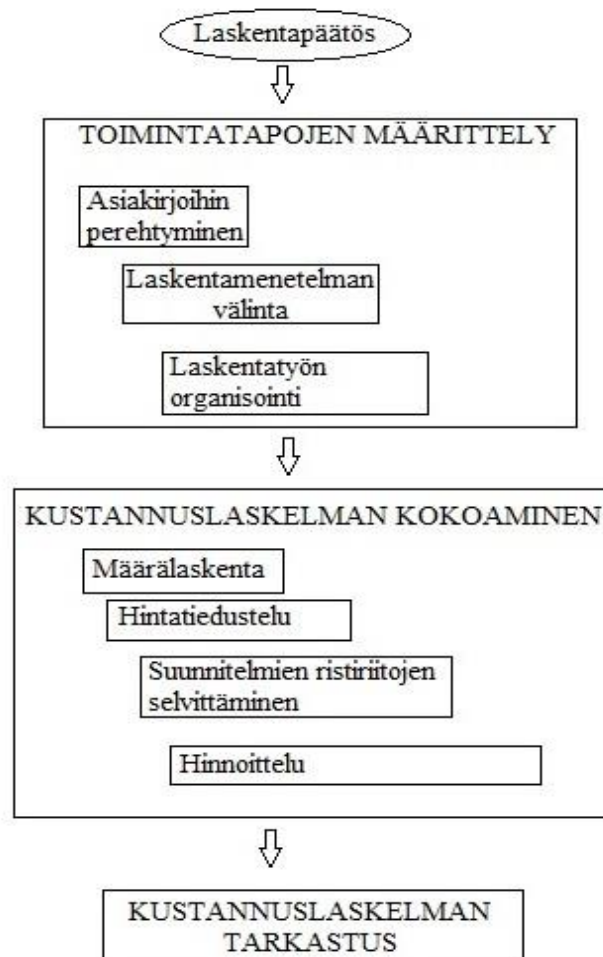 Laskentapäätös
TOIMINTATAPOJEN MÄÄRITTELY
Asiakirjoihin
perehtyminen
Laskentamenetelman
välinta
Laskentatyön
organisointi
KUSTANNUSLASKELMAN KOKOAMINEN
Määrälaskenta
Hintatiedustelu
Suunnitelmien ristiriitojen
selvittäminen
Hinnoittelu
KUSTANNUSLASKELMAN
TARKASTUS